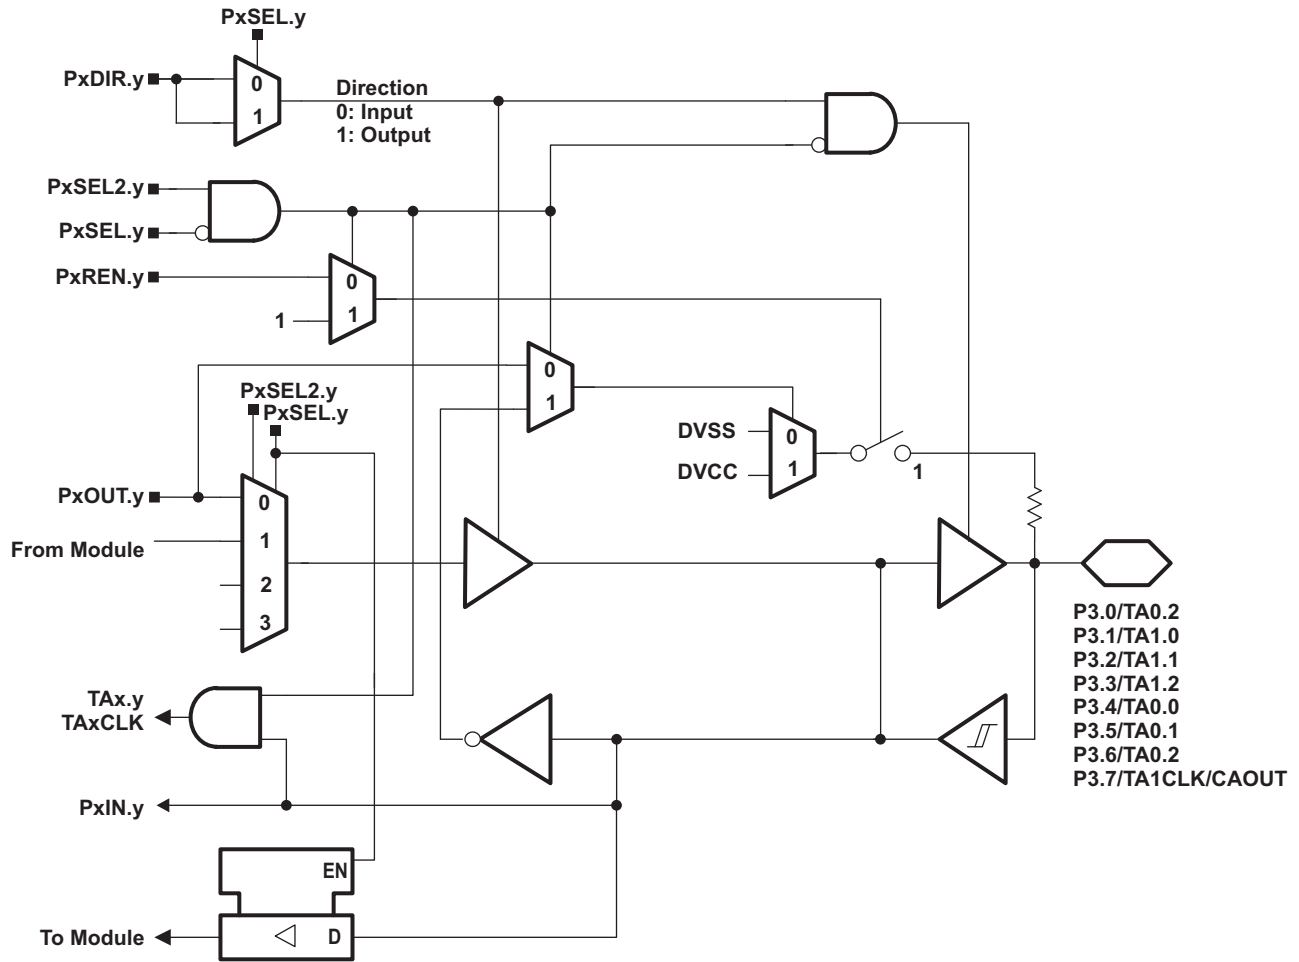 PxSEL.y
PxDIR.y
0
1
Direction
0: Input
1: Output
PxSEL2.y
PxSEL.y
PxREN.y
0
1
1
0
1
PxSEL2.y
PxSEL.y
DVSS
DVCC
0
1
1
PxOUT.y
From Module
0
1
2
3
P3.0/TA0.2
P3.1/TA1.0
P3.2/TA1.1
P3.3/TA1.2
P3.4/TA0.0
P3.5/TA0.1
P3.6/TA0.2
P3.7/TA1CLK/CAOUT
TAx.y
TAxCLK
PxIN.y
EN
D
To Module